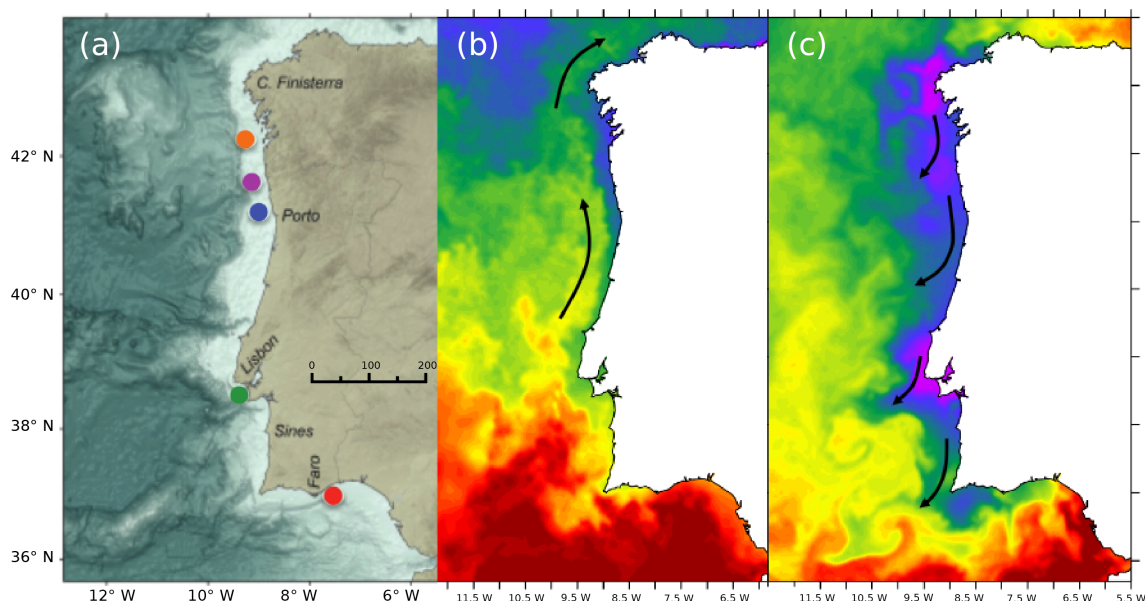 (a)
C. Finisterra
42° N
Porto
40° N
Lisbon
0 100 200
38° N
Sines
Faro
36° N
12° W 10° W 8° W 6° W
(b)
11.5 W 10.5 W 9.5 W 8.5 W 7.5 W 6.5 W
(c)
11.5 W 10.5 W 9.5 W 8.5 W 7.5 W 6.5 W 5.5 W